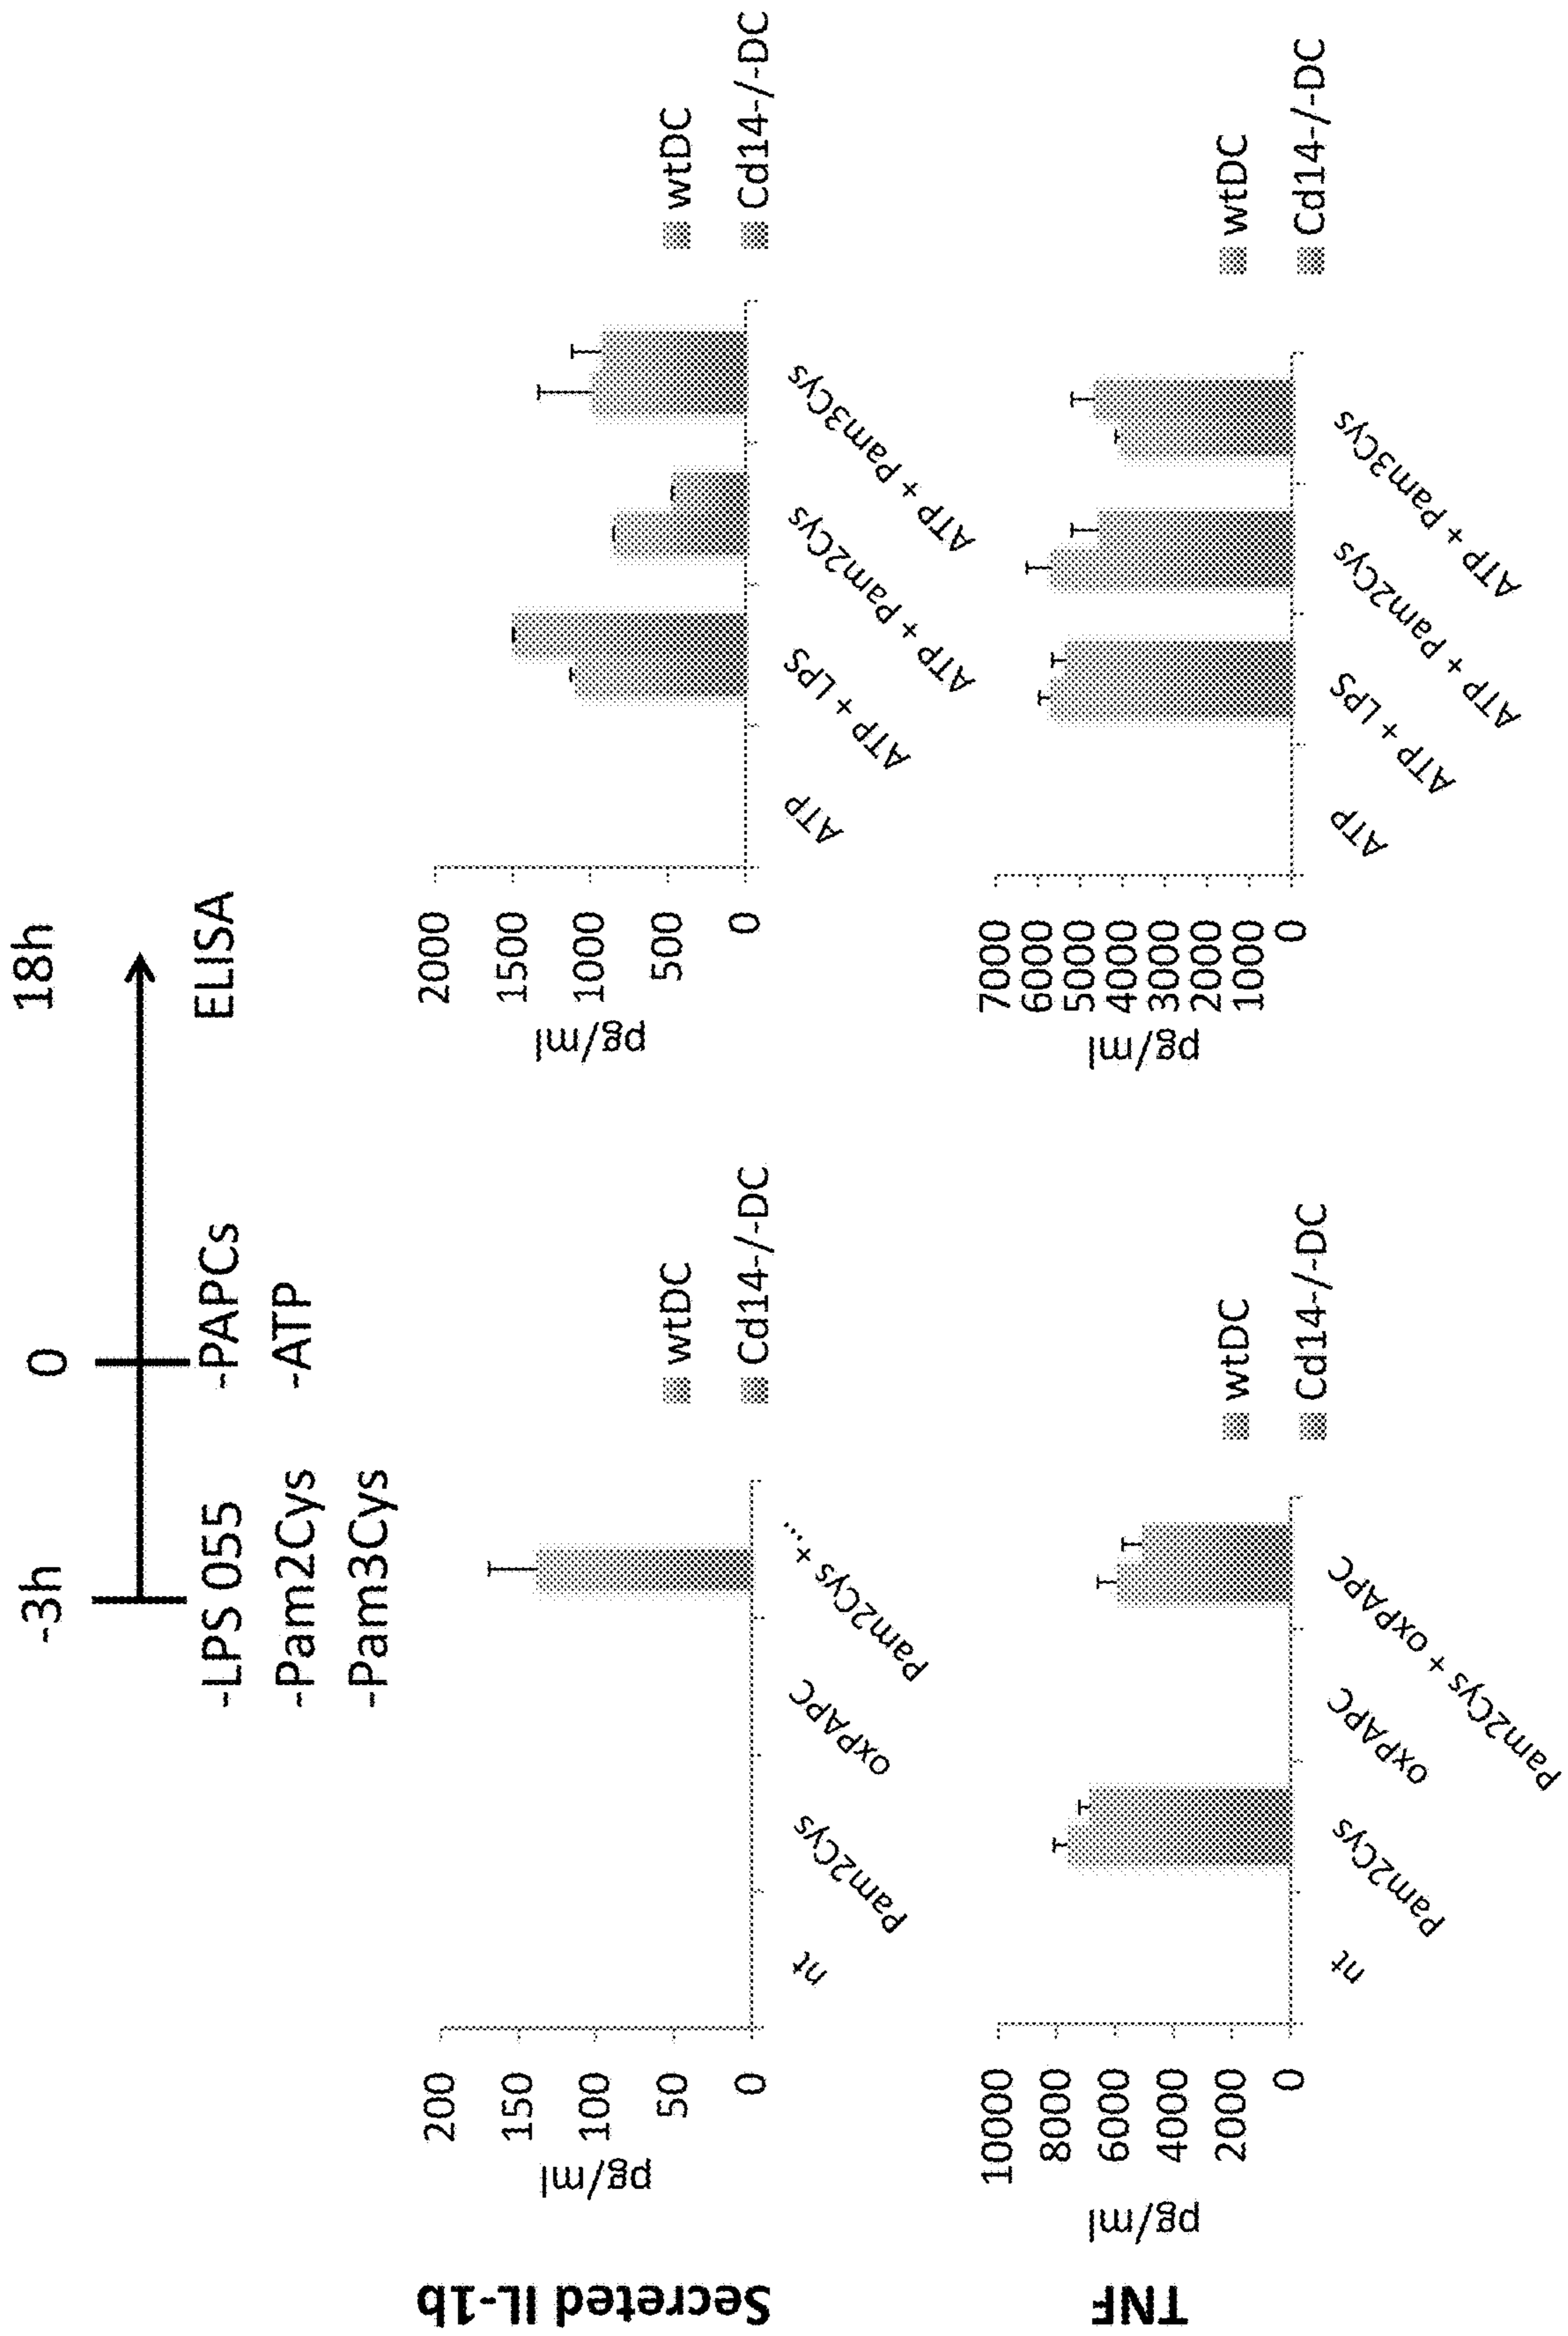 -3h 0 18h
-LPS 055 -PAPCs ELISA
-Pam2Cys -ATP
-Pam3Cys
Secreted IL-1b
pg/ml
200
150
100
50
0
nt
Pam2Cys
oxPAPC
Pam2Cys +...
wtDC
Cd14-/-DC
pg/ml
2000
1500
1000
500
0
ATP
ATP + LPS
ATP + Pam2Cys
ATP + Pam3Cys
wtDC
Cd14-/-DC
TNF
pg/ml
10000
8000
6000
4000
2000
0
nt
Pam2Cys
oxPAPC
Pam2Cys + oxPAPC
wtDC
Cd14-/-DC
pg/ml
7000
6000
5000
4000
3000
2000
1000
0
ATP
ATP + LPS
ATP + Pam2Cys
ATP + Pam3Cys
wtDC
Cd14-/-DC